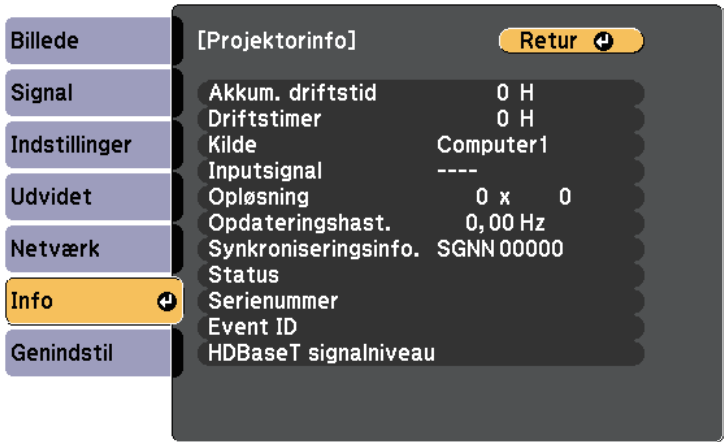 Billede
Signal
Indstillinger
Udvidet
Netværk
Info
Genindstil
[Projektorinfo] Retur
Akkum. driftstid 0 H
Driftstimer 0 H
Kilde Computer1
Inputsignal ----
Opløsning 0 x 0
Opdateringshast. 0,00 Hz
Synkroniseringsinfo. SGNN 00000
Status
Serienummer
Event ID
HDBaseT signalniveau